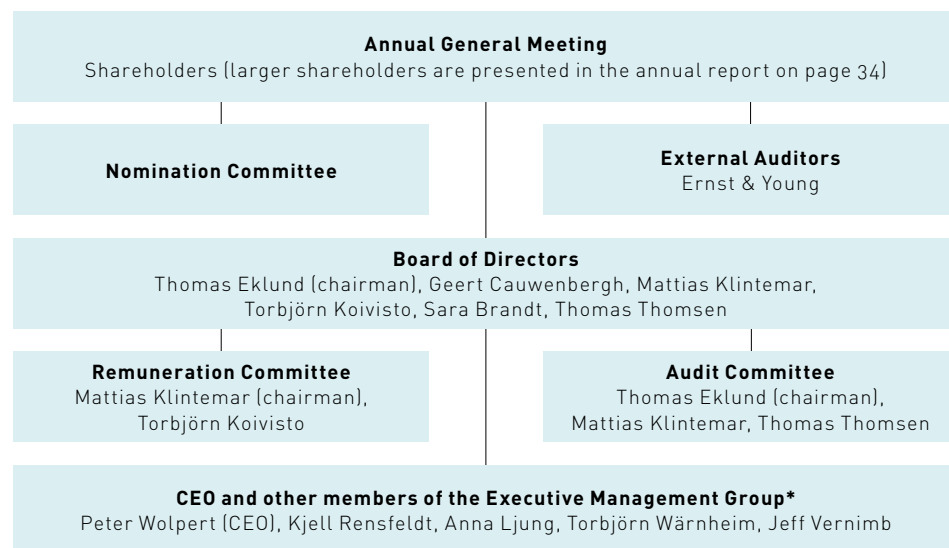 Annual General Meeting
Shareholders (larger shareholders are presented in the annual report on page 34)
Nomination Committee
External Auditors
Ernst & Young
Board of Directors
Thomas Eklund (chairman), Geert Cauwenbergh, Mattias Klintemar,
Torbjörn Koivisto, Sara Brandt, Thomas Thomsen
Remuneration Committee
Mattias Klintemar (chairman),
Torbjörn Koivisto
Audit Committee
Thomas Eklund (chairman),
Mattias Klintemar, Thomas Thomsen
CEO and other members of the Executive Management Group*
Peter Wolpert (CEO), Kjell Rensfeldt, Anna Ljung, Torbjörn Wärnheim, Jeff Vernimb